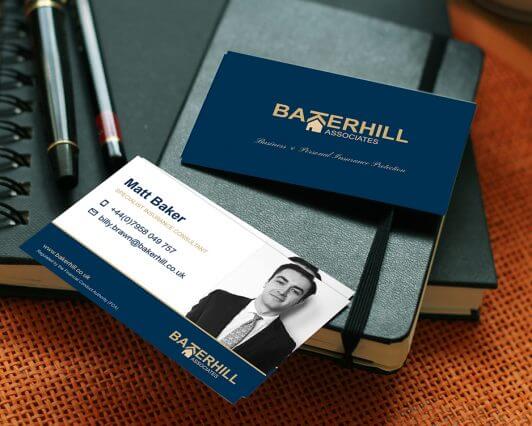 BAKERHILL
ASSOCIATES
Business & Personal Insurance Protection
Matt Baker
SPECIALIST INSURANCE CONSULTANT
+44(0)7958 049 757
billy.brawn@bakerhill.co.uk
www.bakerhill.co.uk
Regulated by the Financial Conduct Authority (FCA)
BAKERHILL
ASSOCIATES